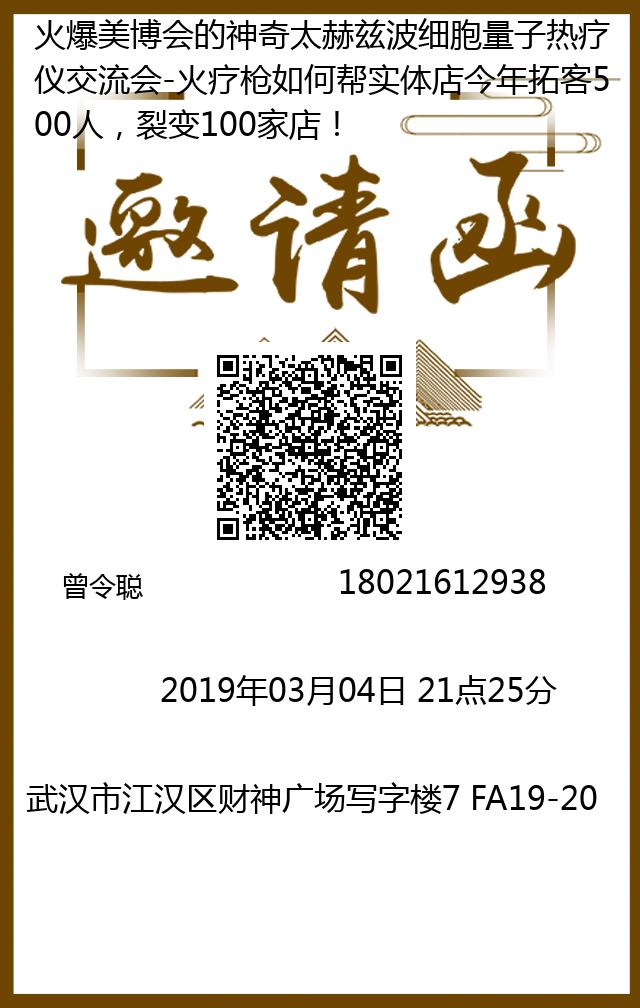 火爆美博会的神奇太赫兹波细胞量子热疗
仪交流会-火疗枪如何帮实体店今年拓客5
00人，裂变100家店！
邀请函
曾令聪
18021612938
2019年03月04日 21点25分
武汉市江汉区财神广场写字楼7 FA19-20